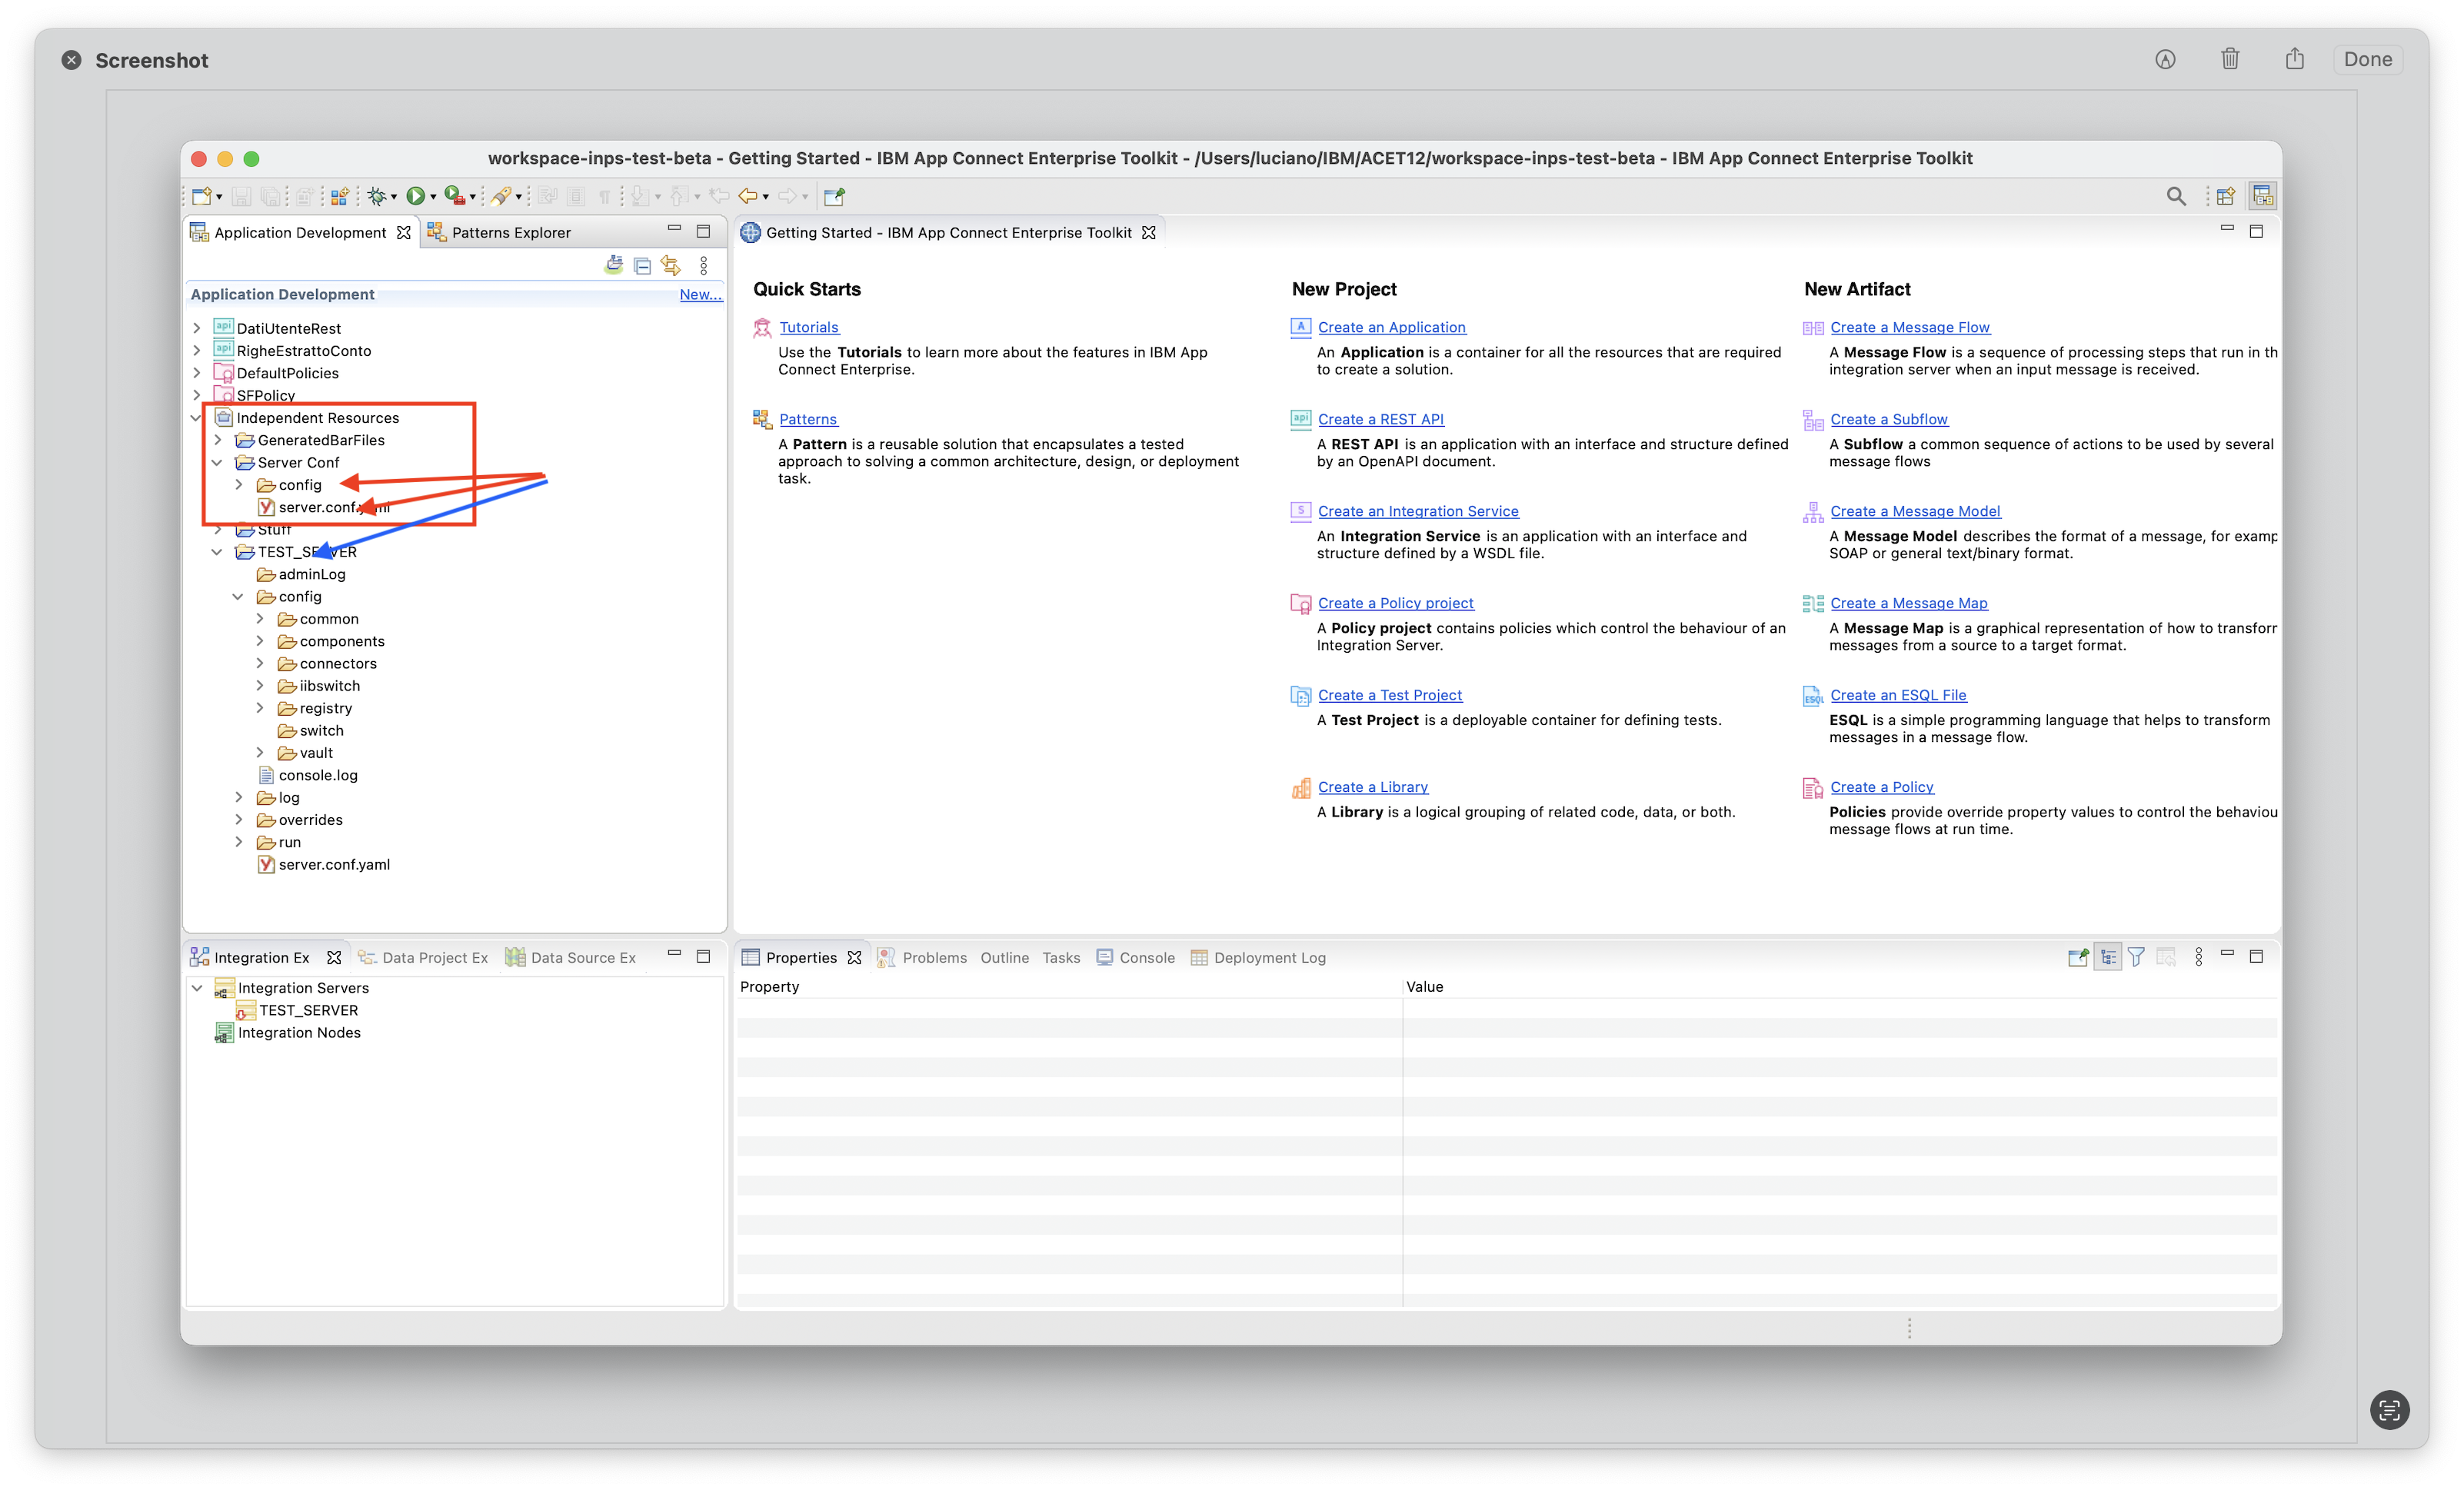 Screenshot
Done
workspace-inps-test-beta - Getting Started - IBM App Connect Enterprise Toolkit - /Users/luciano/IBM/ACET12/workspace-inps-test-beta - IBM App Connect Enterprise Toolkit
Application Development
Patterns Explorer
Application Development
New...
api DatiUtenteRest
api RigheEstrattoConto
DefaultPolicies
SFPolicy
Independent Resources
GeneratedBarFiles
Server Conf
config
server.conf.yaml
Stuff
TEST_SERVER
adminLog
config
common
components
connectors
iibswitch
registry
switch
vault
console.log
log
overrides
run
server.conf.yaml
Getting Started - IBM App Connect Enterprise Toolkit
Quick Starts
Tutorials
Use the Tutorials to learn more about the features in IBM App
Connect Enterprise.
Patterns
A Pattern is a reusable solution that encapsulates a tested
approach to solving a common architecture, design, or deployment
task.
New Project
A Create an Application
An Application is a container for all the resources that are required
to create a solution.
api Create a REST API
A REST API is an application with an interface and structure defined
by an OpenAPI document.
S Create an Integration Service
An Integration Service is an application with an interface and
structure defined by a WSDL file.
Create a Policy project
A Policy project contains policies which control the behaviour of an
Integration Server.
Create a Test Project
A Test Project is a deployable container for defining tests.
Create a Library
A Library is a logical grouping of related code, data, or both.
New Artifact
Create a Message Flow
A Message Flow is a sequence of processing steps that run in th
integration server when an input message is received.
Create a Subflow
A Subflow a common sequence of actions to be used by several
message flows
Create a Message Model
A Message Model describes the format of a message, for examp
SOAP or general text/binary format.
Create a Message Map
A Message Map is a graphical representation of how to transforr
messages from a source to a target format.
ESQL Create an ESQL File
ESQL is a simple programming language that helps to transform
messages in a message flow.
Create a Policy
Policies provide override property values to control the behaviou
message flows at run time.
Integration Ex
Data Project Ex
Data Source Ex
Integration Servers
TEST_SERVER
Integration Nodes
Properties
Problems
Outline
Tasks
Console
Deployment Log
Property
Value